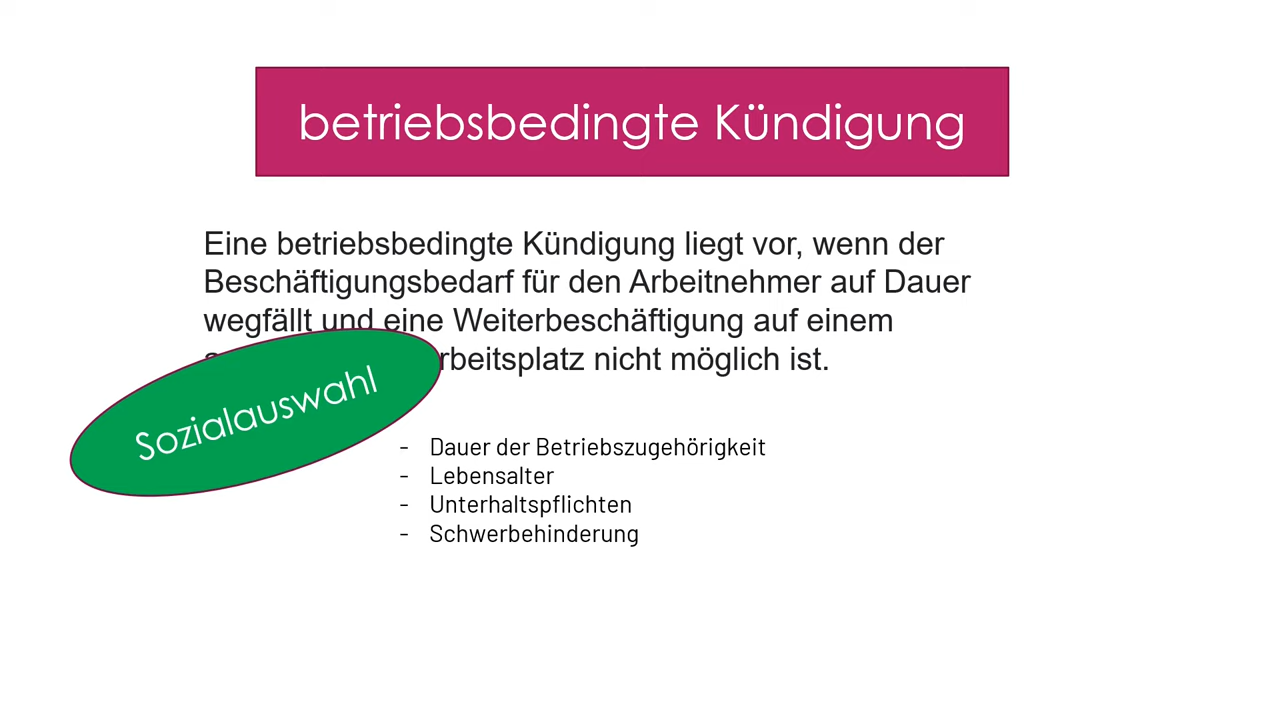 betriebsbedingte Kündigung
Eine betriebsbedingte Kündigung liegt vor, wenn der
Beschäftigungsbedarf für den Arbeitnehmer auf Dauer
wegfällt und eine Weiterbeschäftigung auf einem
rbeitsplatz nicht möglich ist.
Sozialauswahl
- Dauer der Betriebszugehörigkeit
- Lebensalter
- Unterhaltspflichten
- Schwerbehinderung